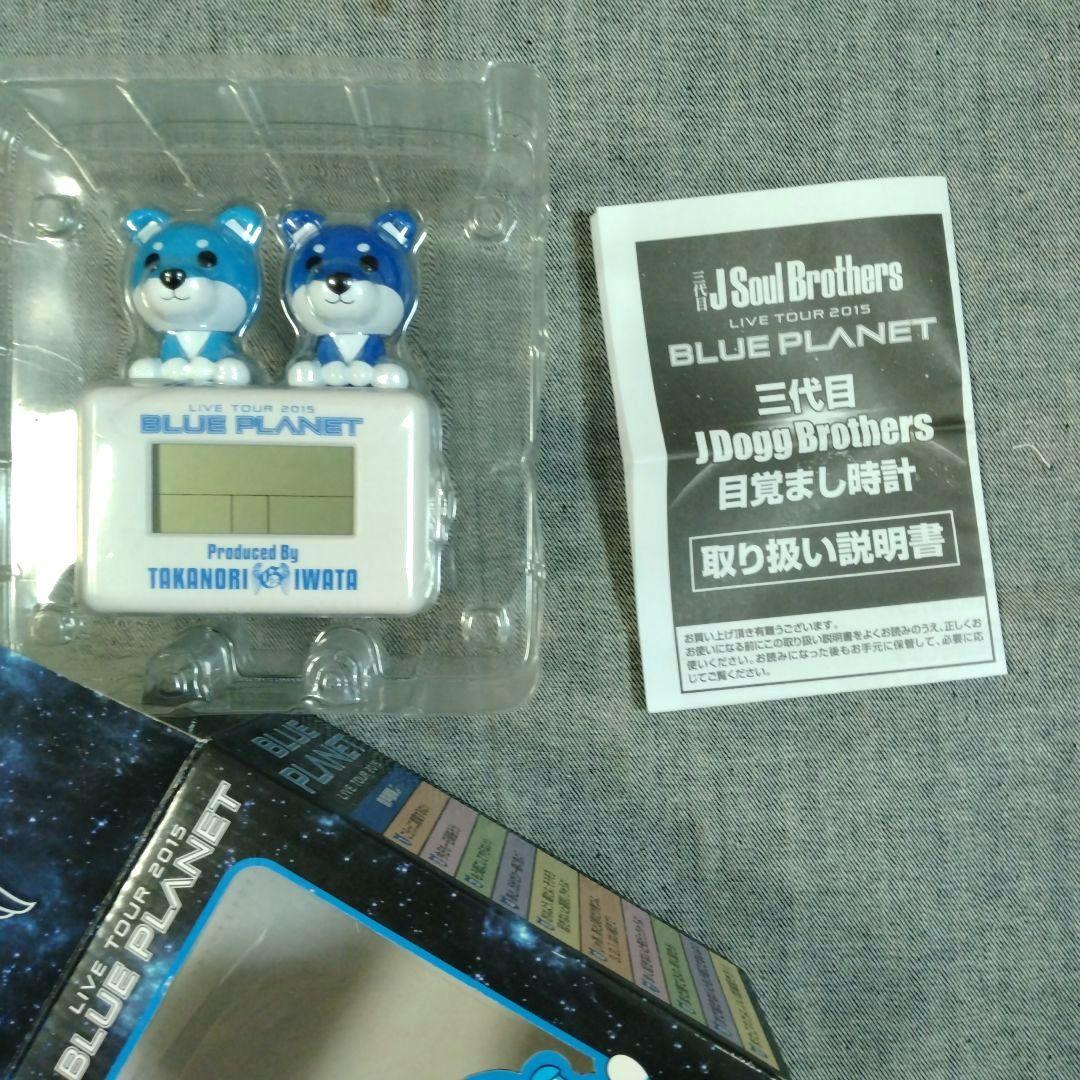 LIVE TOUR 2015
BLUE PLANET
Produced By
TAKANORI IWATA
三代目 J Soul Brothers
LIVE TOUR 2015
BLUE PLANET
三代目
J Dogg Brothers
目覚まし時計
取り扱い説明書
お買い上げ頂き有難うございます。
お使いになる前にこの取り扱い説明書をよくお読みのうえ、正しくお
使いください。お読みになった後もお手元に保管して、必要に応
じてご覧ください。
BLUE
PLANET
LIVE TOUR 2015
LIVE TOUR 2015
BLUE PLANET